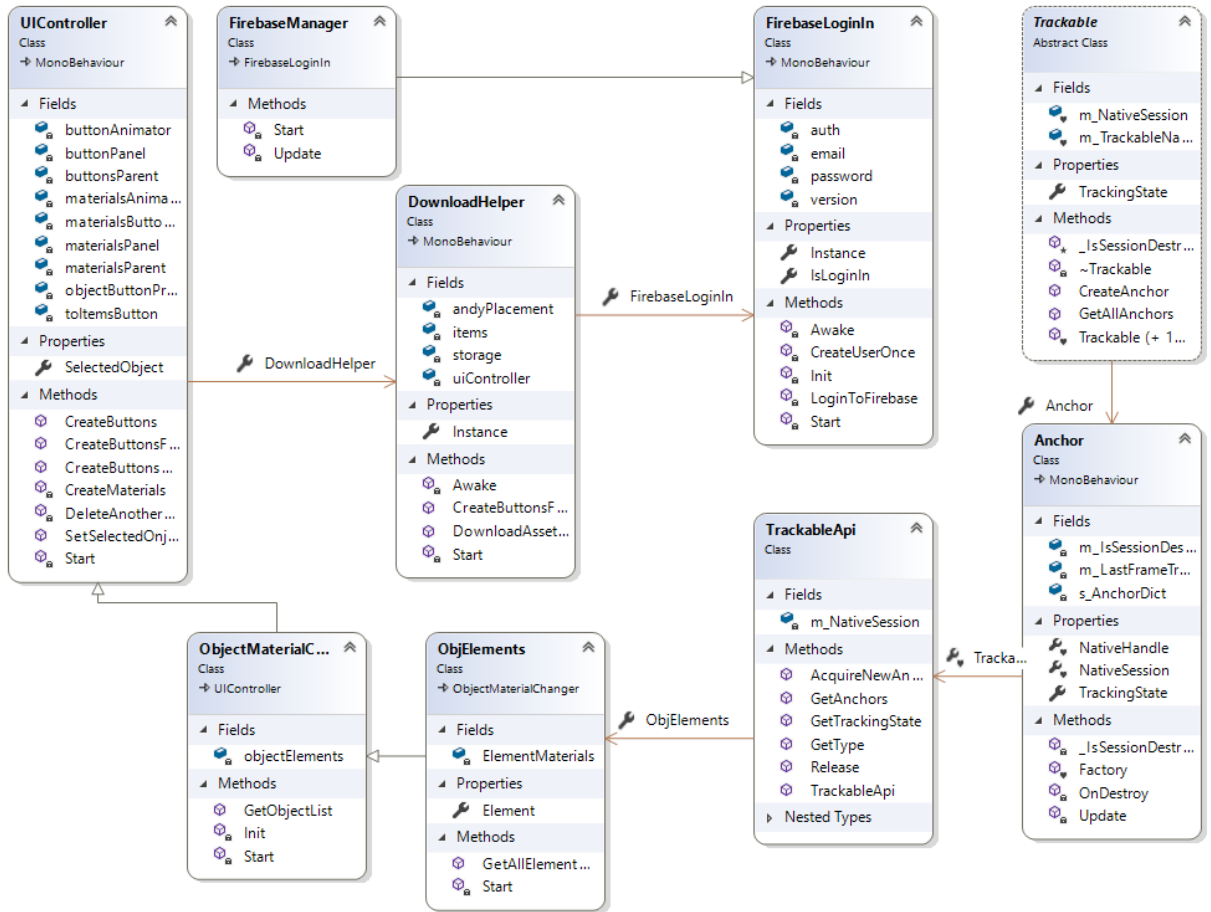 UIController
Class
MonoBehaviour
Fields
buttonAnimator
buttonPanel
buttonsParent
materialsAnima...
materialsButto...
materialsPanel
materialsParent
objectButtonPr...
toItemsButton
Properties
SelectedObject
Methods
CreateButtons
CreateButtonsF...
CreateButtons ...
CreateMaterials
DeleteAnother...
SetSelectedOnj...
Start
FirebaseManager
Class
FirebaseLoginIn
Methods
Start
Update
DownloadHelper
DownloadHelper
Class
MonoBehaviour
Fields
andyPlacement
items
storage
uiController
Properties
Instance
Methods
Awake
CreateButtonsF...
DownloadAsset...
Start
FirebaseLoginIn
FirebaseLoginIn
Class
MonoBehaviour
Fields
auth
email
password
version
Properties
Instance
IsLoginIn
Methods
Awake
CreateUserOnce
Init
LoginToFirebase
Start
Trackable
Abstract Class
Fields
m_NativeSession
m_TrackableNa...
Properties
TrackingState
Methods
_IsSessionDestr...
~Trackable
CreateAnchor
GetAllAnchors
Trackable (+ 1...
Anchor
Anchor
Class
MonoBehaviour
Fields
m_IsSessionDes...
m_LastFrameTr...
s_AnchorDict
Properties
NativeHandle
NativeSession
TrackingState
Methods
_IsSessionDestr...
Factory
OnDestroy
Update
Tracka...
TrackableApi
Class
Fields
m_NativeSession
Methods
AcquireNewAn...
GetAnchors
GetTrackingState
GetType
Release
TrackableApi
Nested Types
ObjElements
ObjElements
Class
ObjectMaterialChanger
Fields
ElementMaterials
Properties
Element
Methods
GetAllElement...
Start
ObjectMaterialC...
Class
UIController
Fields
objectElements
Methods
GetObjectList
Init
Start